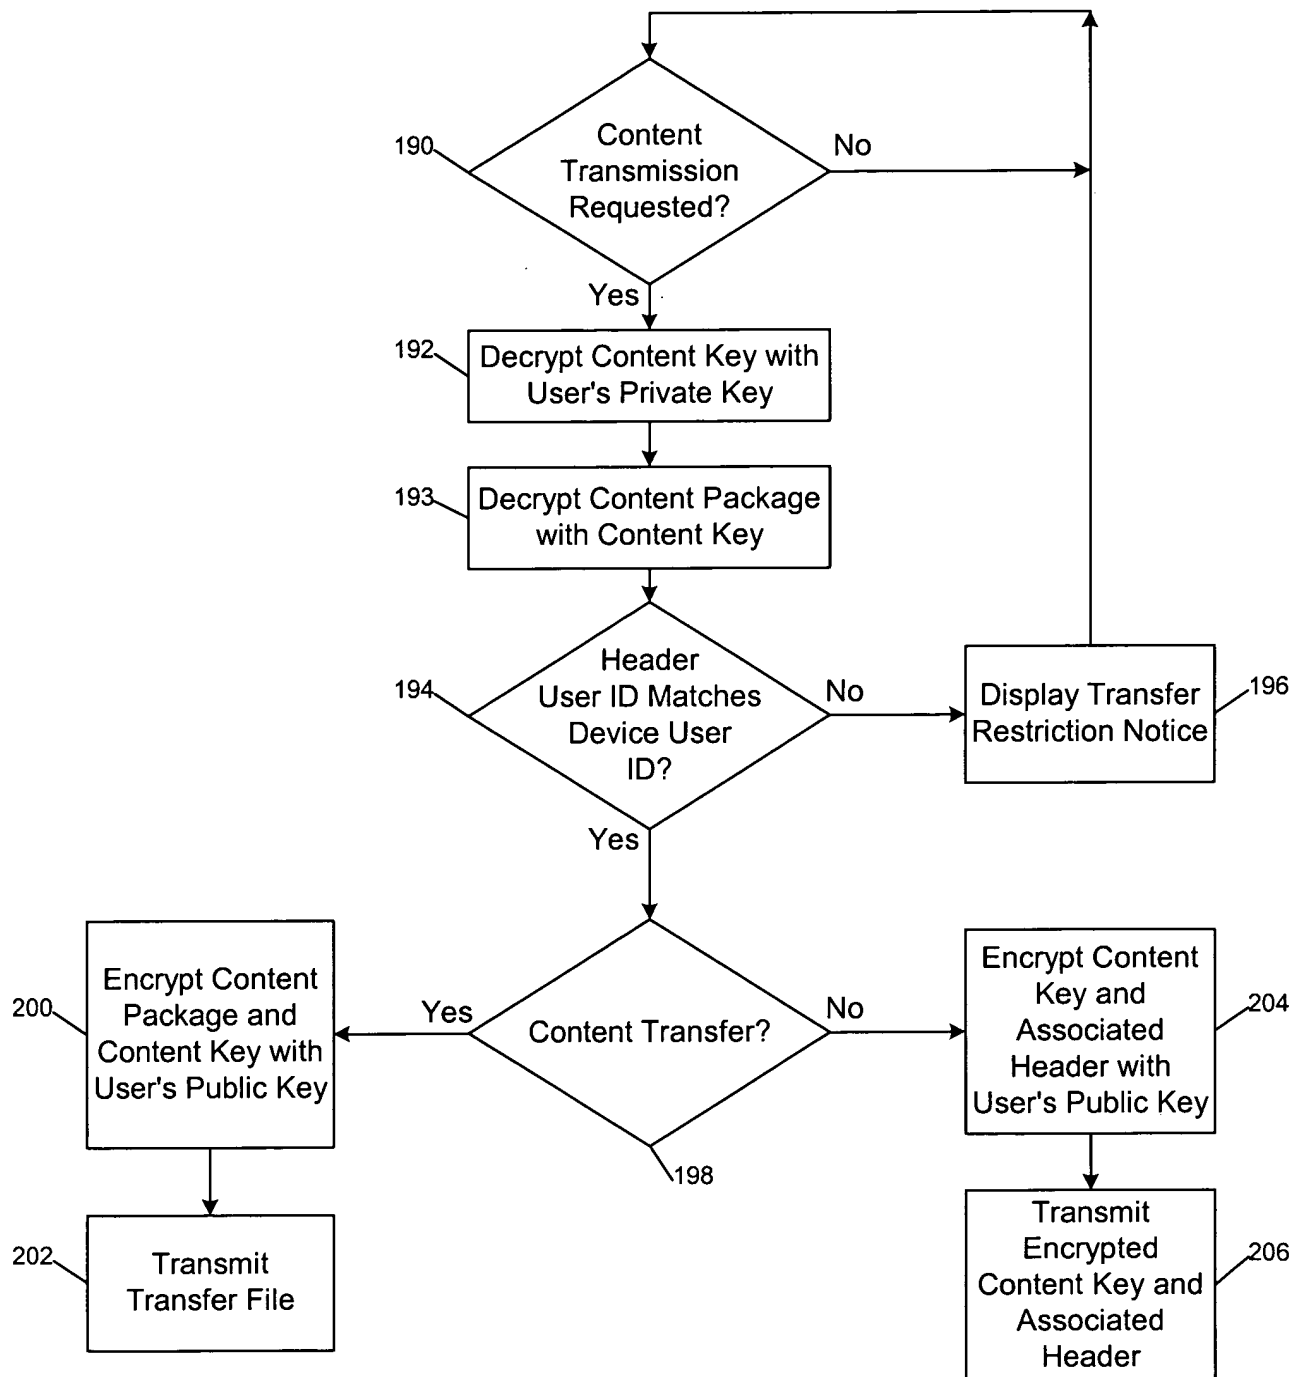 190
Content
Transmission
Requested?
No
Yes
192
Decrypt Content Key with
User's Private Key
193
Decrypt Content Package
with Content Key
194
Header
User ID Matches
Device User
ID?
No
Display Transfer
Restriction Notice
196
Yes
200
Encrypt Content
Package and
Content Key with
User's Public Key
Yes
Content Transfer?
No
Encrypt Content
Key and
Associated
Header with
User's Public Key
204
198
202
Transmit
Transfer File
Transmit
Encrypted
Content Key and
Associated
Header
206